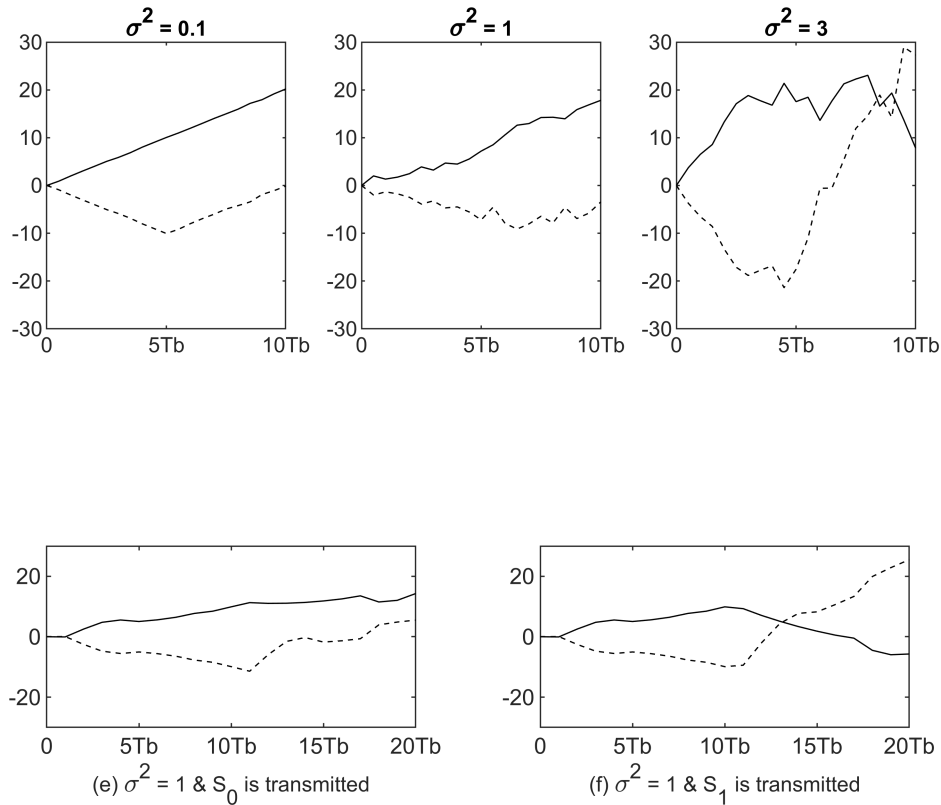 σ² = 0.1
σ² = 1
σ² = 3
30
20
10
0
-10
-20
-30
0 5Tb 10Tb
30
20
10
0
-10
-20
-30
0 5Tb 10Tb
30
20
10
0
-10
-20
-30
0 5Tb 10Tb
20
0
-20
0 5Tb 10Tb 15Tb 20Tb
(e) σ² = 1 & S₀ is transmitted
20
0
-20
0 5Tb 10Tb 15Tb 20Tb
(f) σ² = 1 & S₁ is transmitted